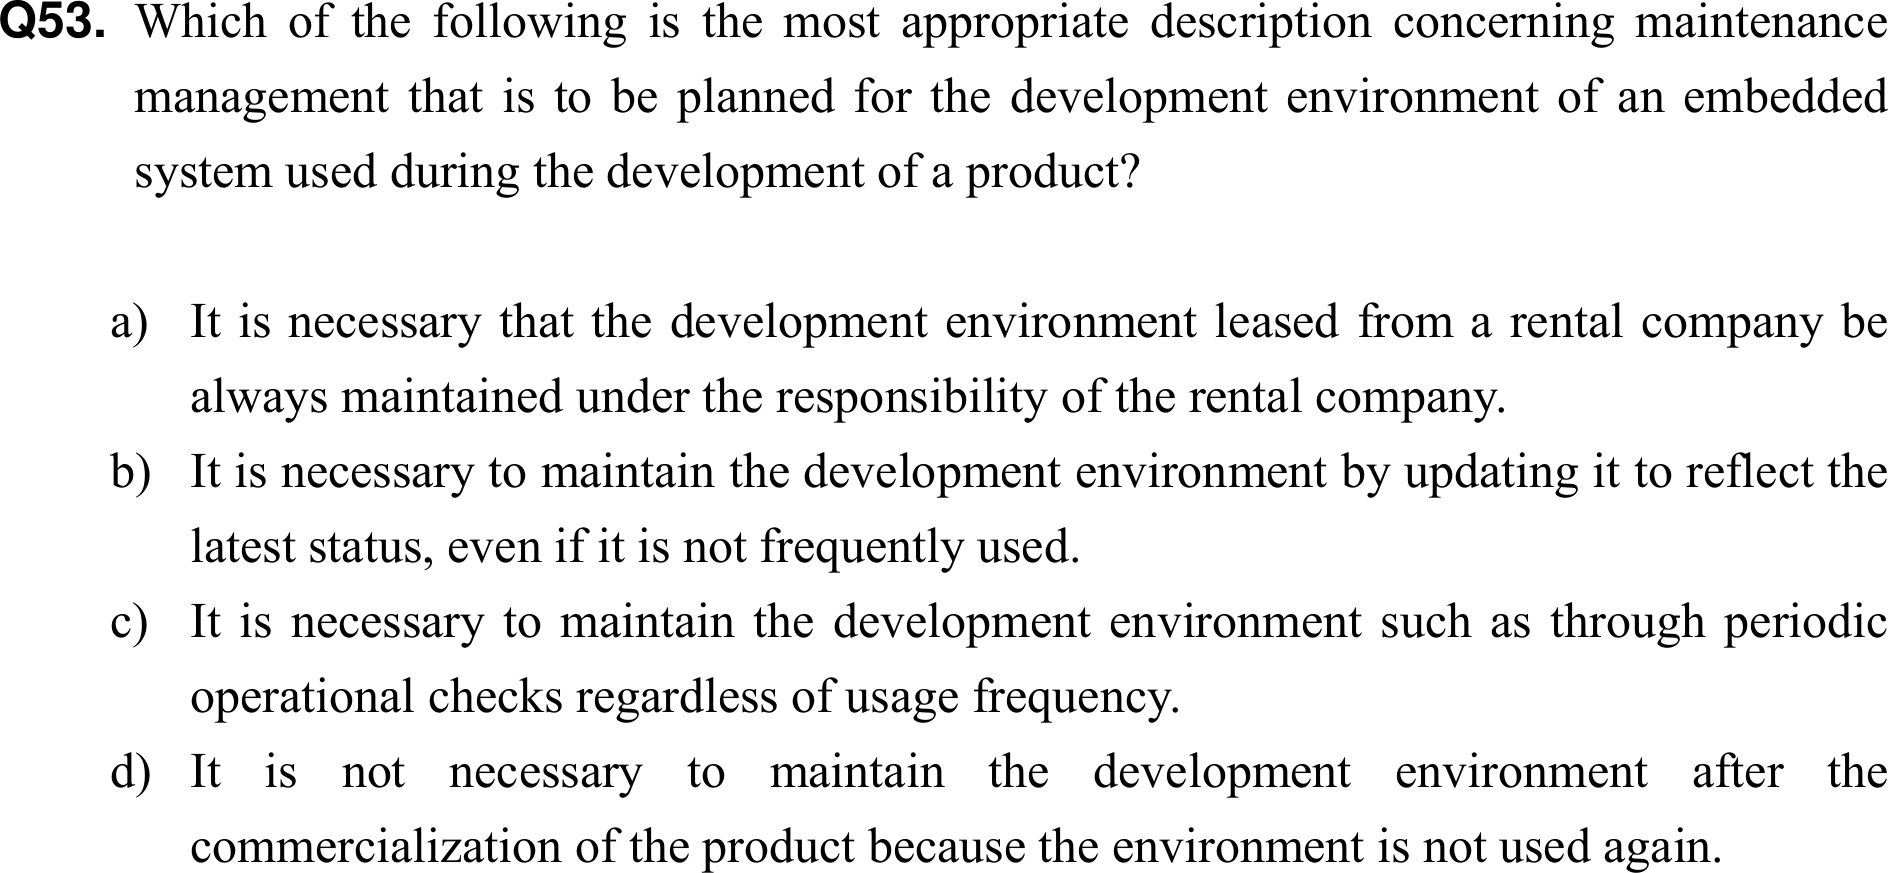 Q53. Which of the following is the most appropriate description concerning maintenance
management that is to be planned for the development environment of an embedded
system used during the development of a product?
a) It is necessary that the development environment leased from a rental company be
always maintained under the responsibility of the rental company.
b) It is necessary to maintain the development environment by updating it to reflect the
latest status, even if it is not frequently used.
c) It is necessary to maintain the development environment such as through periodic
operational checks regardless of usage frequency.
d) It is not necessary to maintain the development environment after the
commercialization of the product because the environment is not used again.